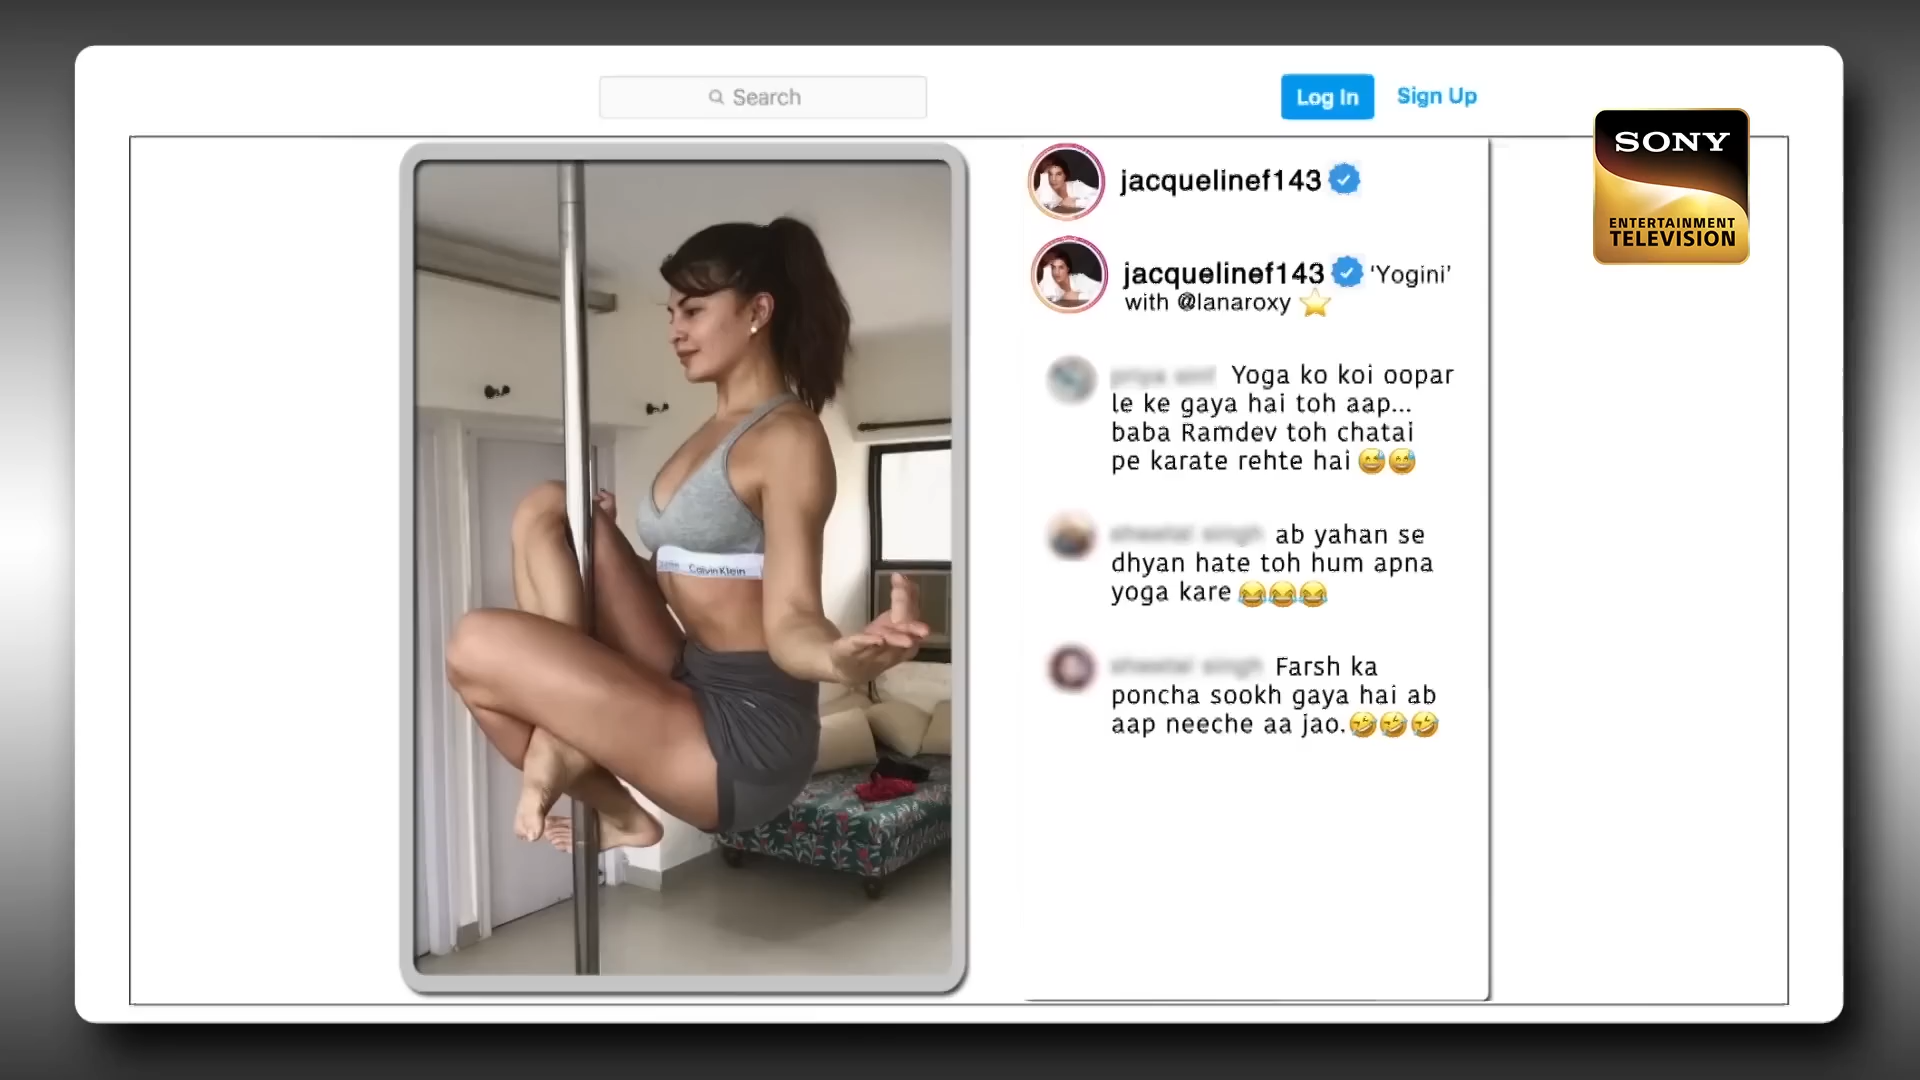 Search
Log In
Sign Up
SONY
ENTERTAINMENT
TELEVISION
jacquelinef143
jacquelinef143 'Yogini'
with @lanaroxy ⭐
Yoga ko koi oopar
le ke gaya hai toh aap...
baba Ramdev toh chatai
pe karate rehte hai 😅😅
ab yahan se
dhyan hate toh hum apna
yoga kare 😂😂😂
Farsh ka
poncha sookh gaya hai ab
aap neeche aa jao.🤣🤣🤣
Calvin Klein